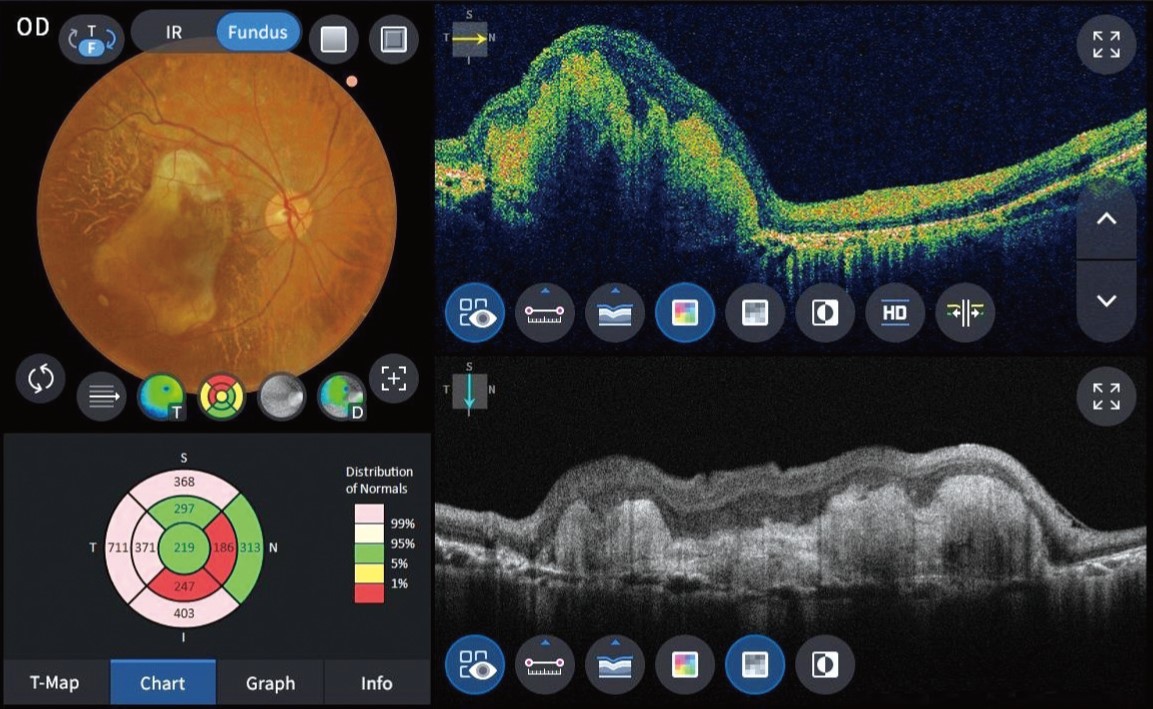 OD
T
F
IR
Fundus
T
D
S
T
N
I
HD
S
T
N
I
S
368
297
T
711
371
219
186
313
N
247
403
I
Distribution
of Normals
99%
95%
5%
1%
T-Map
Chart
Graph
Info